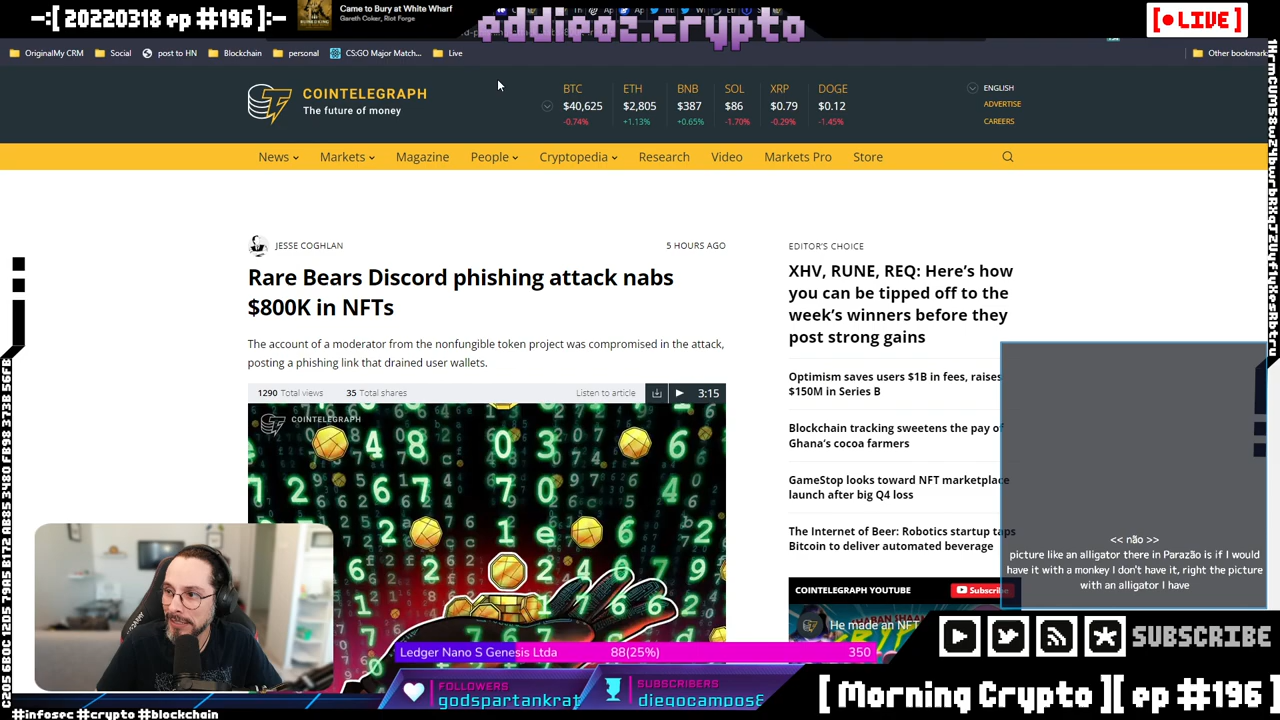 -:[ 20220318 ep #196]:-
Came to Bury at White Wharf
Gareth Coker, Riot Forge
eddieoz.crypto
[ LIVE]
OriginalMy CRM
Social
post to HN
Blockchain
personal
CS:GO Major Match...
Live
Other bookmark
COINTELEGRAPH
The future of money
BTC
ETH
BNB
SOL
XRP
DOGE
$40,625
$2,805
$387
$86
$0.79
$0.12
-0.74%
+1.13%
+0.65%
-1.70%
-0.29%
-1.45%
ENGLISH
ADVERTISE
CAREERS
News
Markets
Magazine
People
Cryptopedia
Research
Video
Markets Pro
Store
JESSE COGHLAN
5 HOURS AGO
Rare Bears Discord phishing attack nabs
$800K in NFTs
The account of a moderator from the nonfungible token project was compromised in the attack,
posting a phishing link that drained user wallets.
1290 Total views
35 Total shares
Listen to article
3:15
COINTELEGRAPH
EDITOR'S CHOICE
XHV, RUNE, REQ: Here's how
you can be tipped off to the
week's winners before they
post strong gains
Optimism saves users $1B in fees, raises
$150M in Series B
Blockchain tracking sweetens the pay of
Ghana's cocoa farmers
GameStop looks toward NFT marketplace
launch after big Q4 loss
The Internet of Beer: Robotics startup taps
Bitcoin to deliver automated beverage
COINTELEGRAPH YOUTUBE
Subscribe
He made an NFT
<< não >>
picture like an alligator there in Parazão is if I would
have it with a monkey I don't have it, right the picture
with an alligator I have
Ledger Nano S Genesis Ltda
88(25%)
350
FOLLOWERS
godspartankrat
SUBSCRIBERS
diegocampos8
SUBSCRIBE
[ Morning Crypto ][ ep #196 ]
#infosec #crypto #blockchain